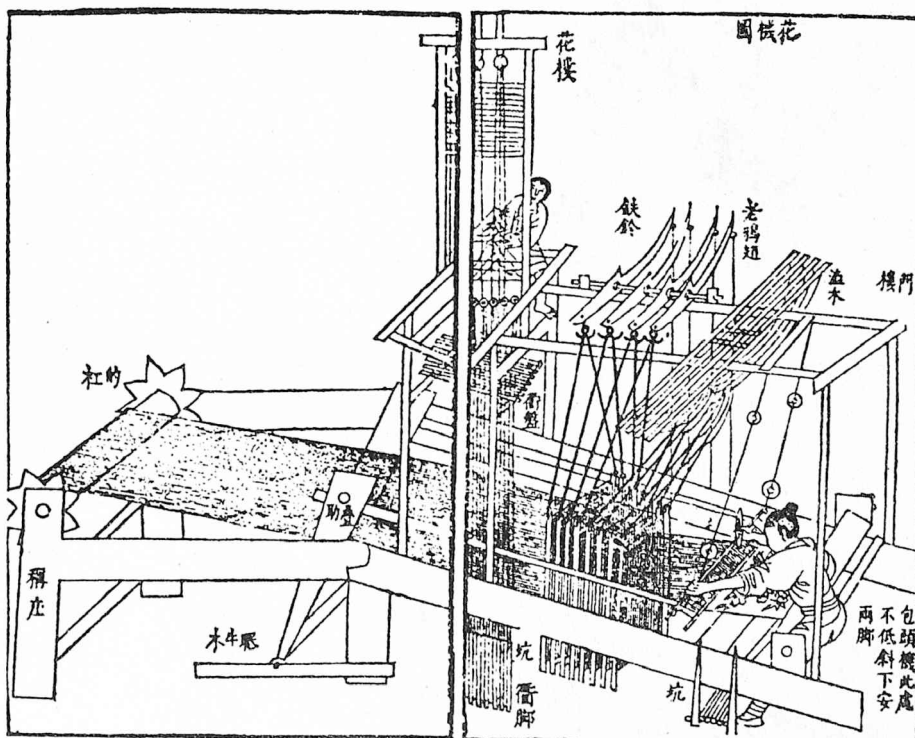 花機圖
花樓
門樓
澁木
老鴉翅
鉄鈴
衢盤
的杠
疊助
稱庄
眠牛木
坑
衢脚
坑
包頭機此處
不低斜下安
兩脚